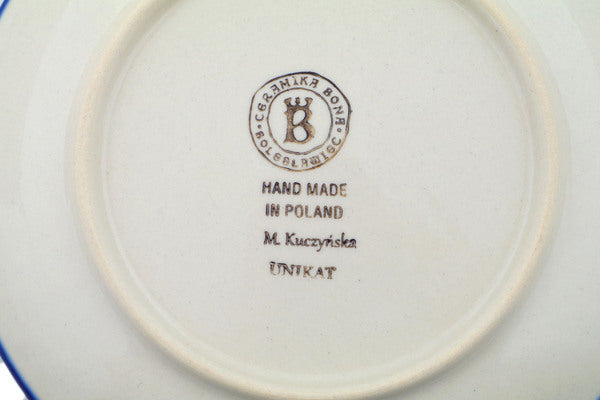 CERAMIKA BONA
BOLESŁAWIEC
B
HAND MADE
IN POLAND
M. Kuczyńska
UNIKAT